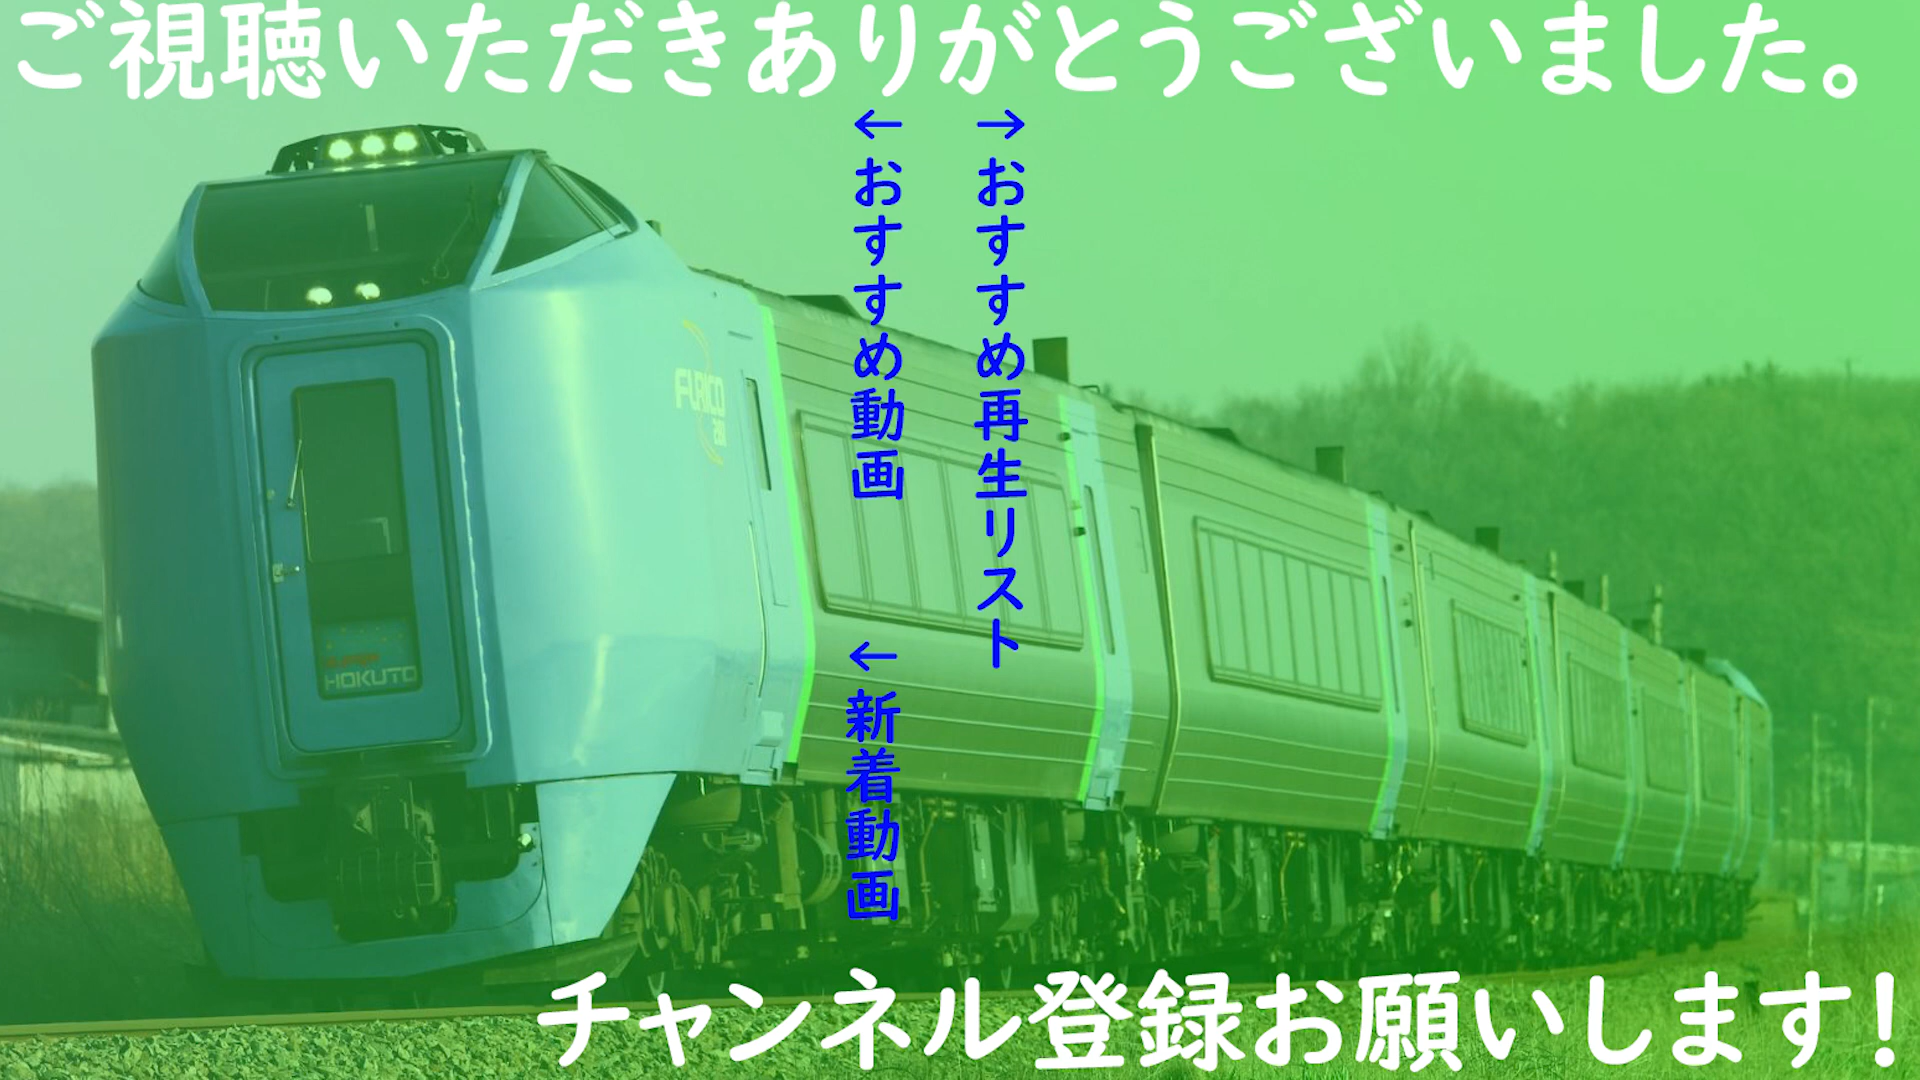 ご視聴いただきありがとうございました。
→おすすめ再生リスト
←おすすめ動画
←新着動画
FURICO
281
SUPER
HOKUTO
チャンネル登録お願いします!